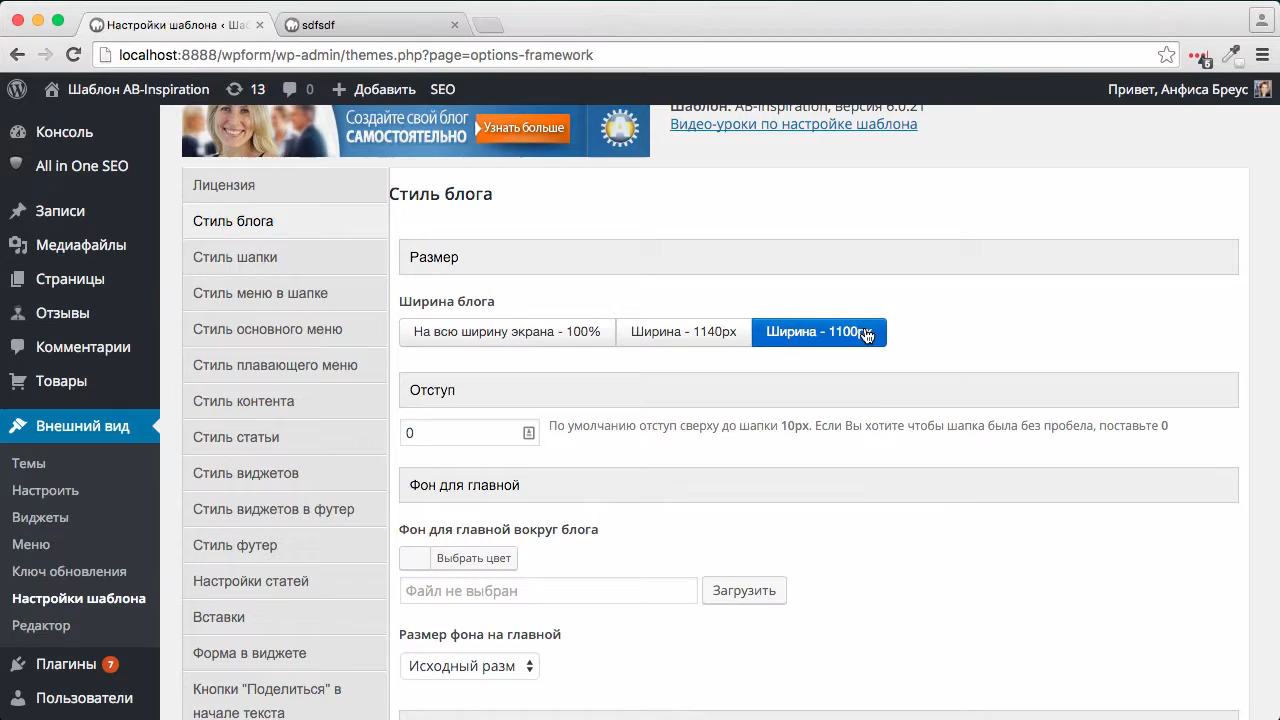 Настройки шаблона ‹ Ша
sdfsdf
localhost:8888/wpform/wp-admin/themes.php?page=options-framework
5
Шаблон AB-Inspiration
13
0
Добавить
SEO
Привет, Анфиса Бреус
Консоль
All in One SEO
Записи
Медиафайлы
Страницы
Отзывы
Комментарии
Товары
Внешний вид
Темы
Настроить
Виджеты
Меню
Ключ обновления
Настройки шаблона
Редактор
Плагины 7
Пользователи
Создайте свой блог
САМОСТОЯТЕЛЬНО
Узнать больше
Шаблон: AB-Inspiration, версия 6.0.21
Видео-уроки по настройке шаблона
Лицензия
Стиль блога
Стиль шапки
Стиль меню в шапке
Стиль основного меню
Стиль плавающего меню
Стиль контента
Стиль статьи
Стиль виджетов
Стиль виджетов в футер
Стиль футер
Настройки статей
Вставки
Форма в виджете
Кнопки "Поделиться" в
начале текста
Стиль блога
Размер
Ширина блога
На всю ширину экрана - 100%
Ширина - 1140px
Ширина - 1100px
Отступ
0
По умолчанию отступ сверху до шапки 10px. Если Вы хотите чтобы шапка была без пробела, поставьте 0
Фон для главной
Фон для главной вокруг блога
Выбрать цвет
Файл не выбран
Загрузить
Размер фона на главной
Исходный разм